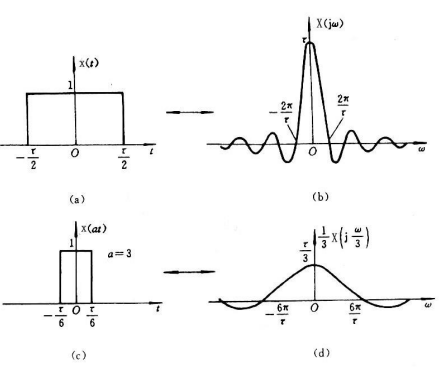 x(t)
1
-τ/2 O τ/2 t
(a)
X(jω)
τ
-2π/τ 2π/τ
O ω
(b)
x(at)
1 a=3
-τ/6 O τ/6 t
(c)
τ/3 1/3 X(j ω/3)
-6π/τ O 6π/τ ω
(d)